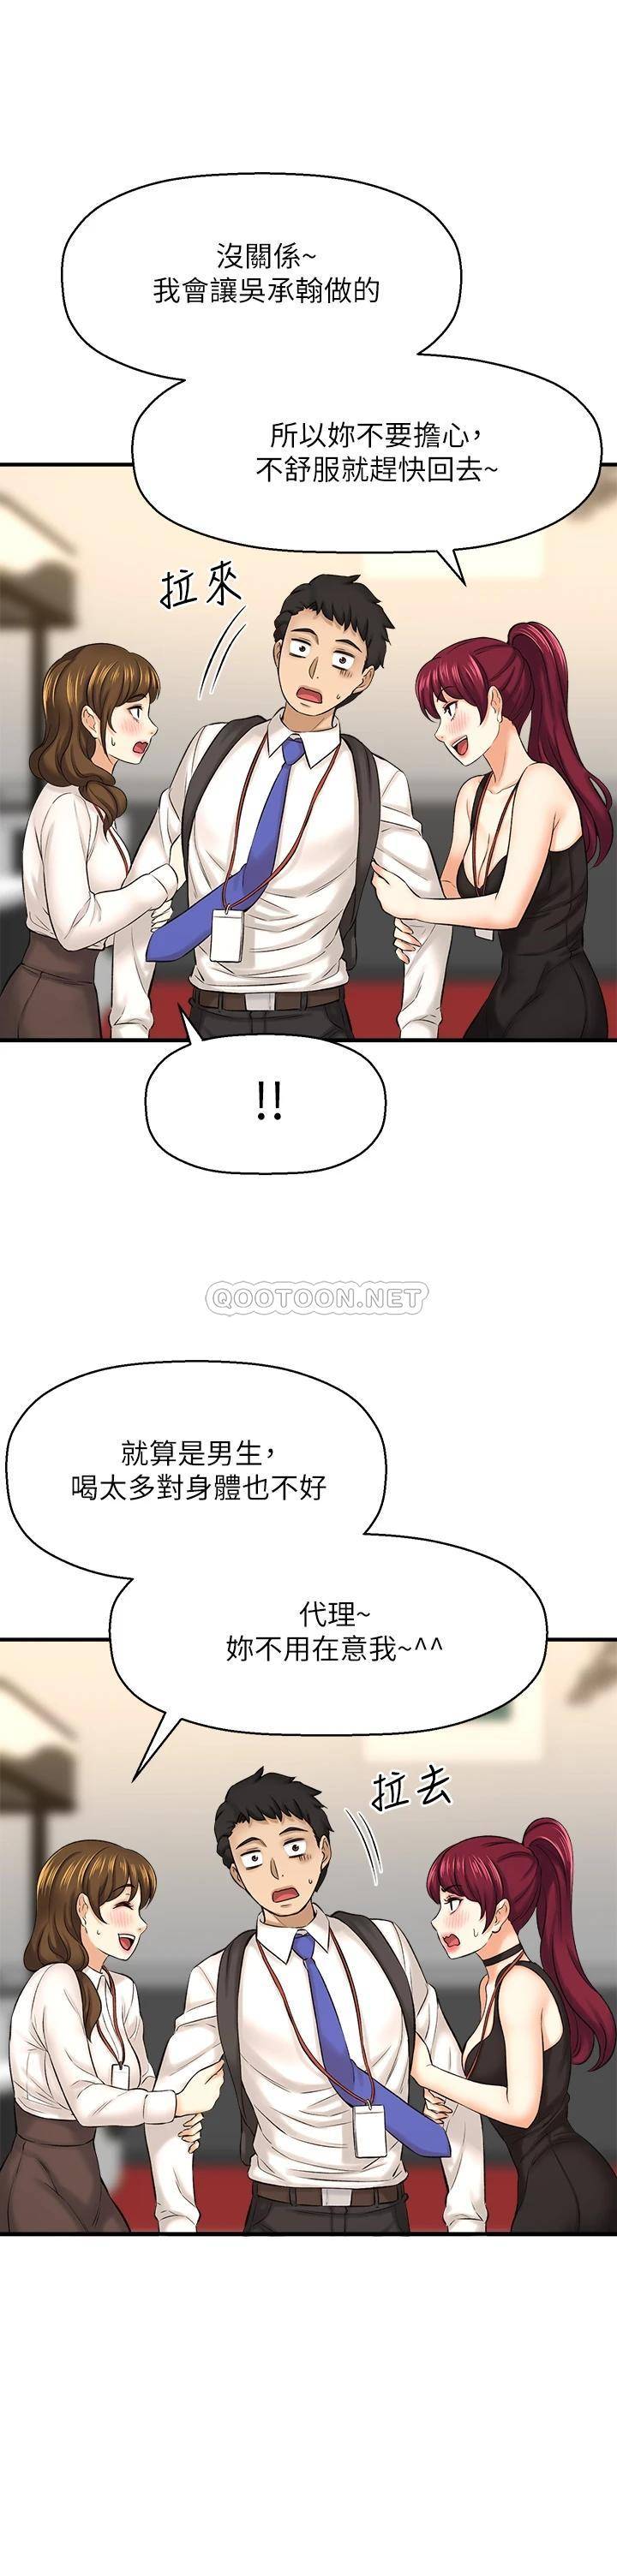 沒關係~
我會讓吳承翰做的
所以妳不要擔心，
不舒服就趕快回去~
拉來
!!
QOOTOON.NET
就算是男生，
喝太多對身體也不好
代理~
妳不用在意我~^^
拉去